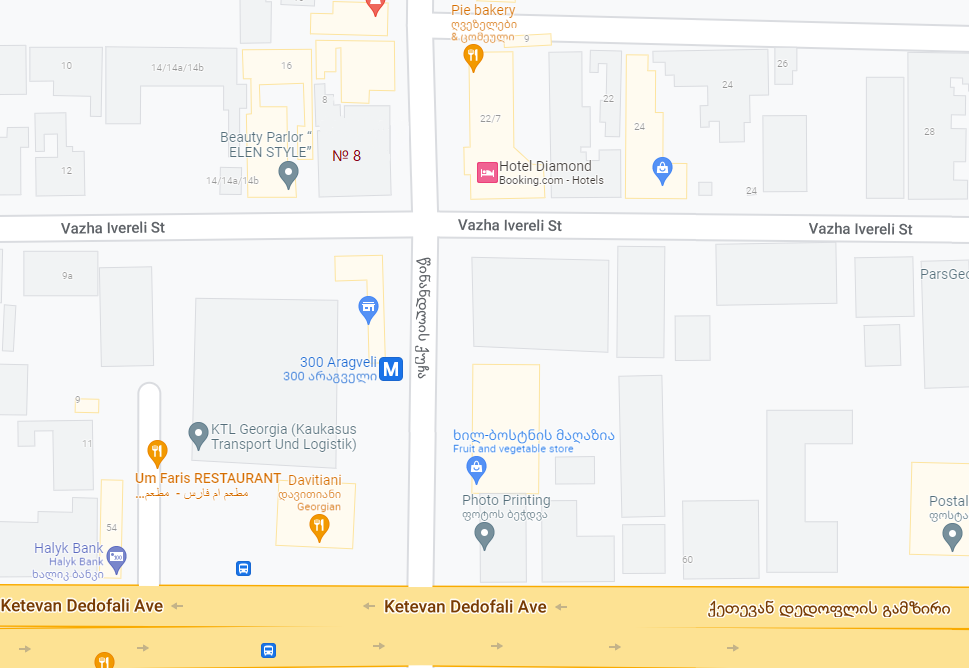 Pie bakery
ღვეზელები
& ცომეული
9
10
14/14a/14b
16
26
24
8
22/7
22
24
28
Beauty Parlor “
ELEN STYLE”
№ 8
12
14/14a/14b
Hotel Diamond
Booking.com - Hotels
24
Vazha Ivereli St
Vazha Ivereli St
Vazha Ivereli St
წინანდლის ქუჩა
9a
ParsGeo
300 Aragveli
300 არაგველი
M
9
11
KTL Georgia (Kaukasus
Transport Und Logistik)
ხილ-ბოსტნის მაღაზია
Fruit and vegetable store
Um Faris RESTAURANT
مطعم ام فارس - مطعم...
Davitiani
დავითიანი
Georgian
Photo Printing
ფოტოს ბეჭდვა
Postal
ფოსტა
54
60
Halyk Bank
Halyk Bank
ხალიკ ბანკი
Ketevan Dedofali Ave
Ketevan Dedofali Ave
ქეთევან დედოფლის გამზირი